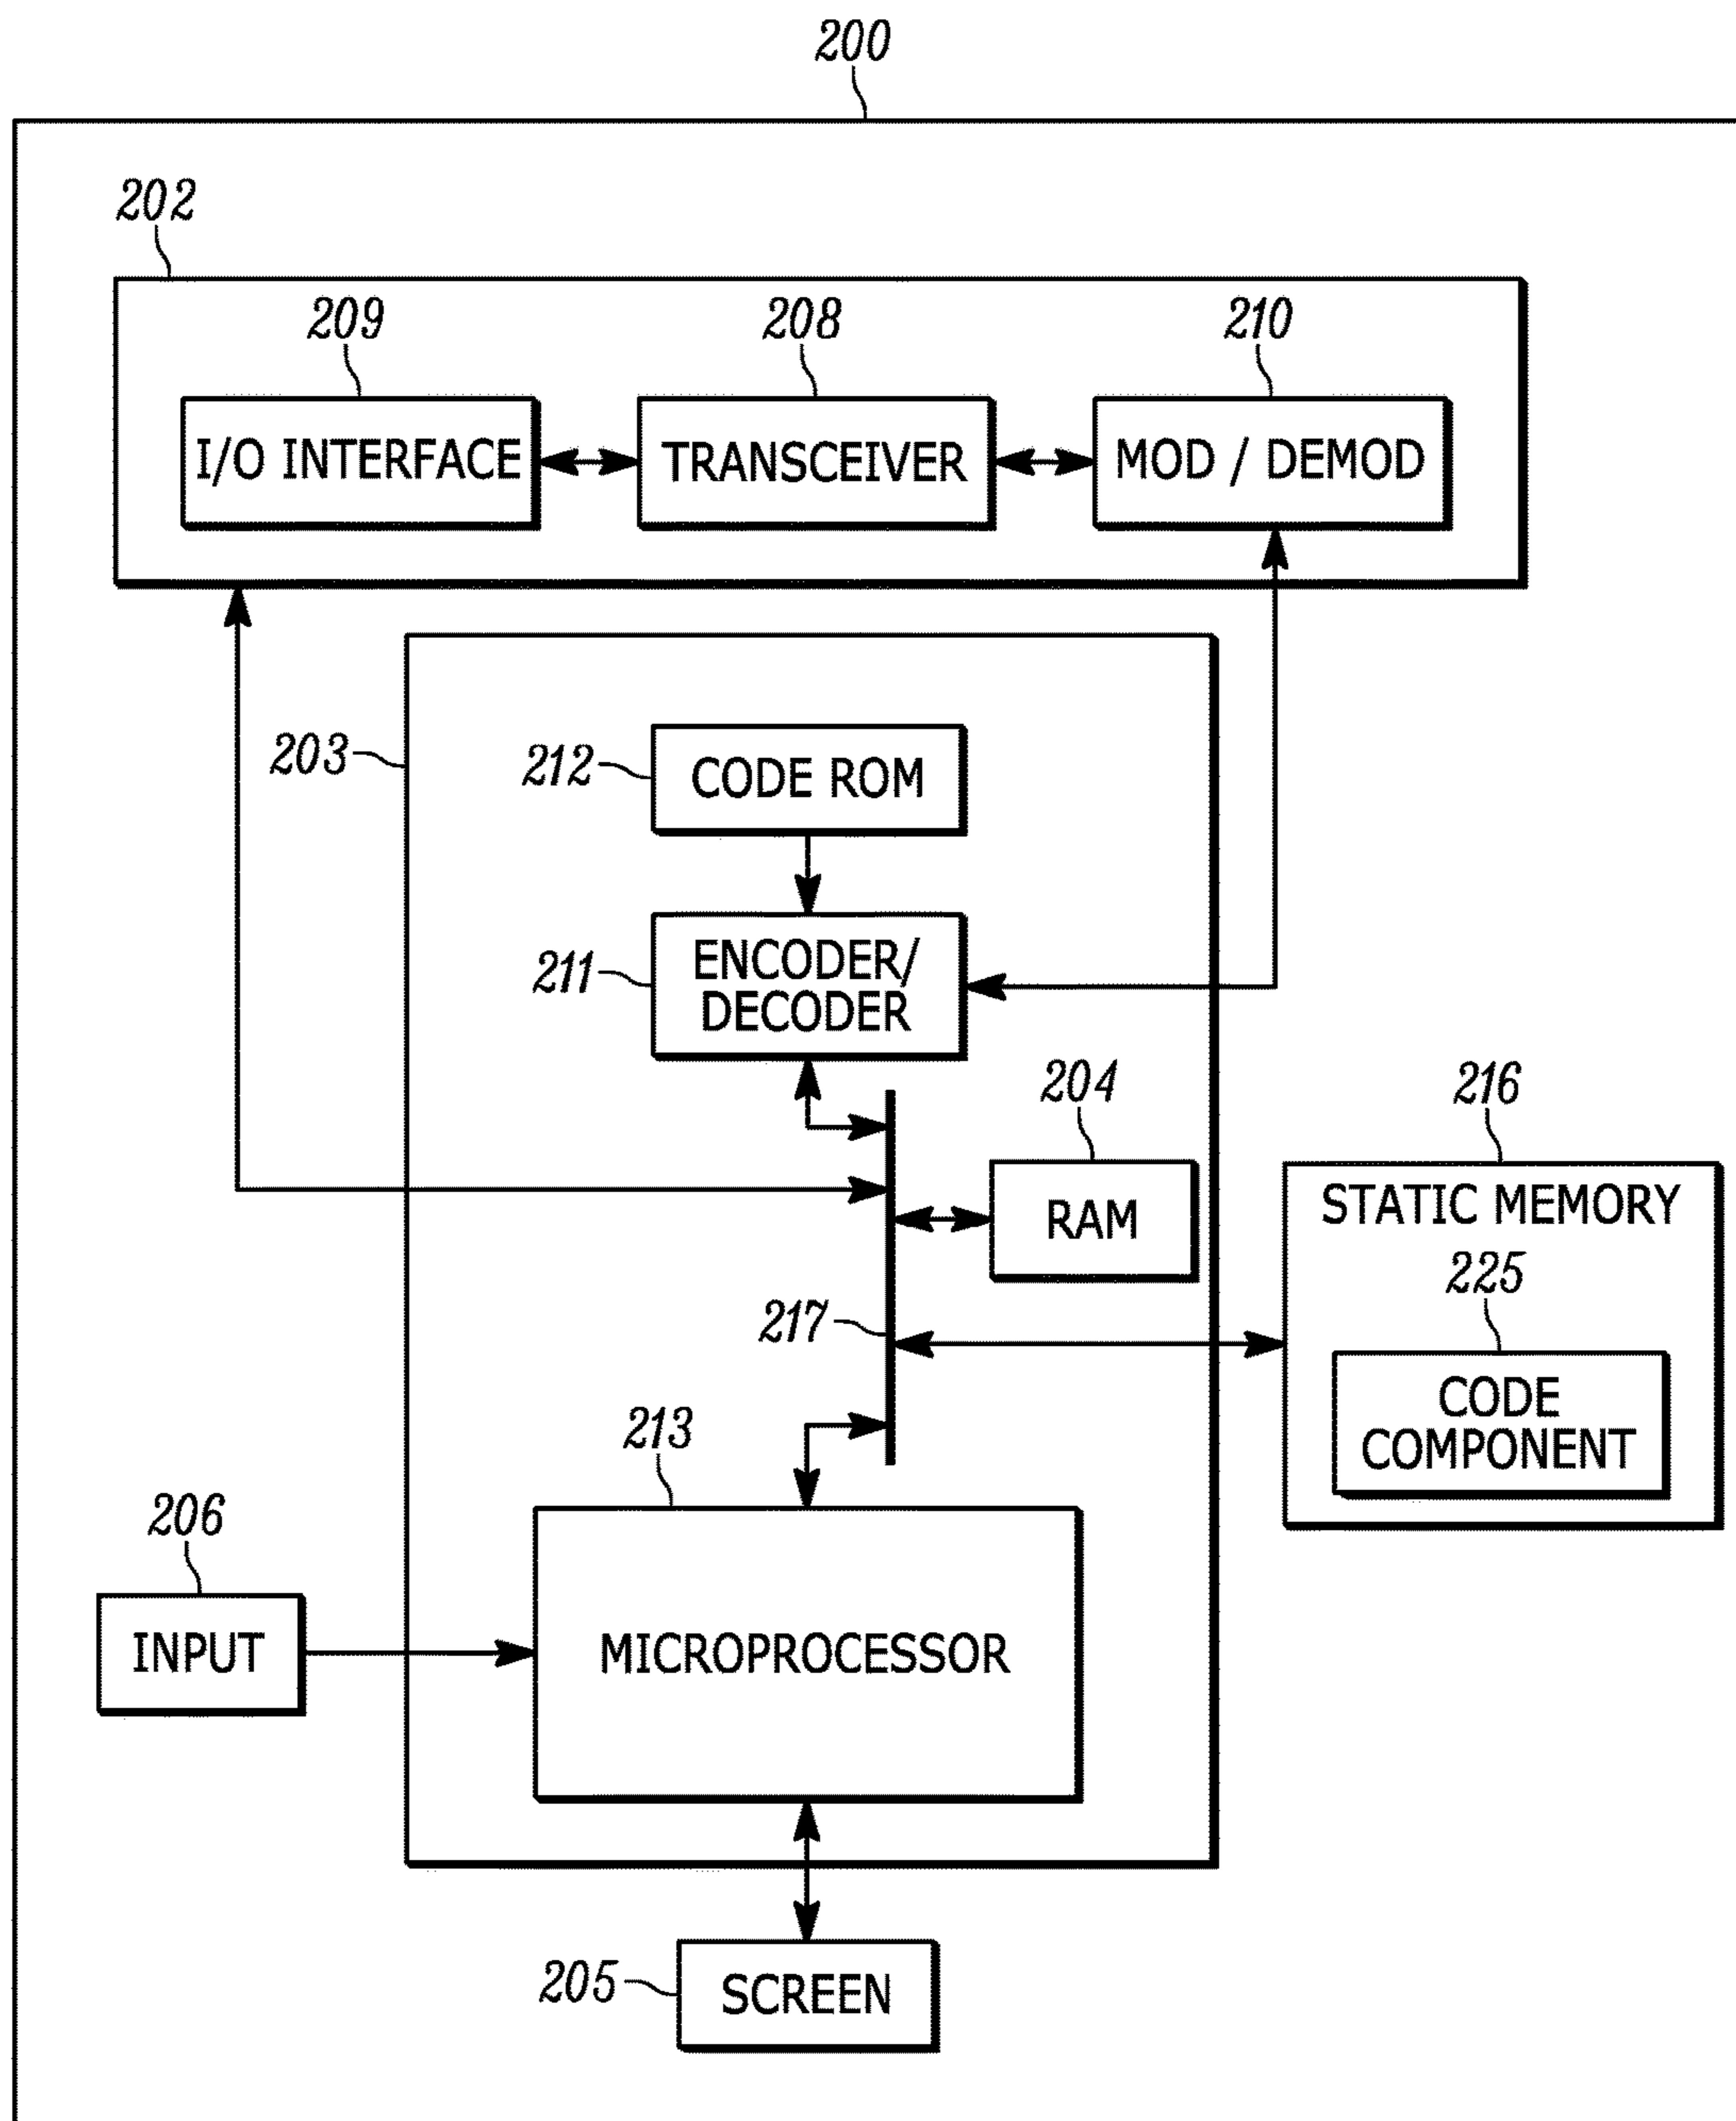 200
202
209
208
210
I/O INTERFACE
TRANSCEIVER
MOD / DEMOD
203
212
CODE ROM
211
ENCODER/
DECODER
204
RAM
216
STATIC MEMORY
225
CODE
COMPONENT
217
213
MICROPROCESSOR
206
INPUT
205
SCREEN